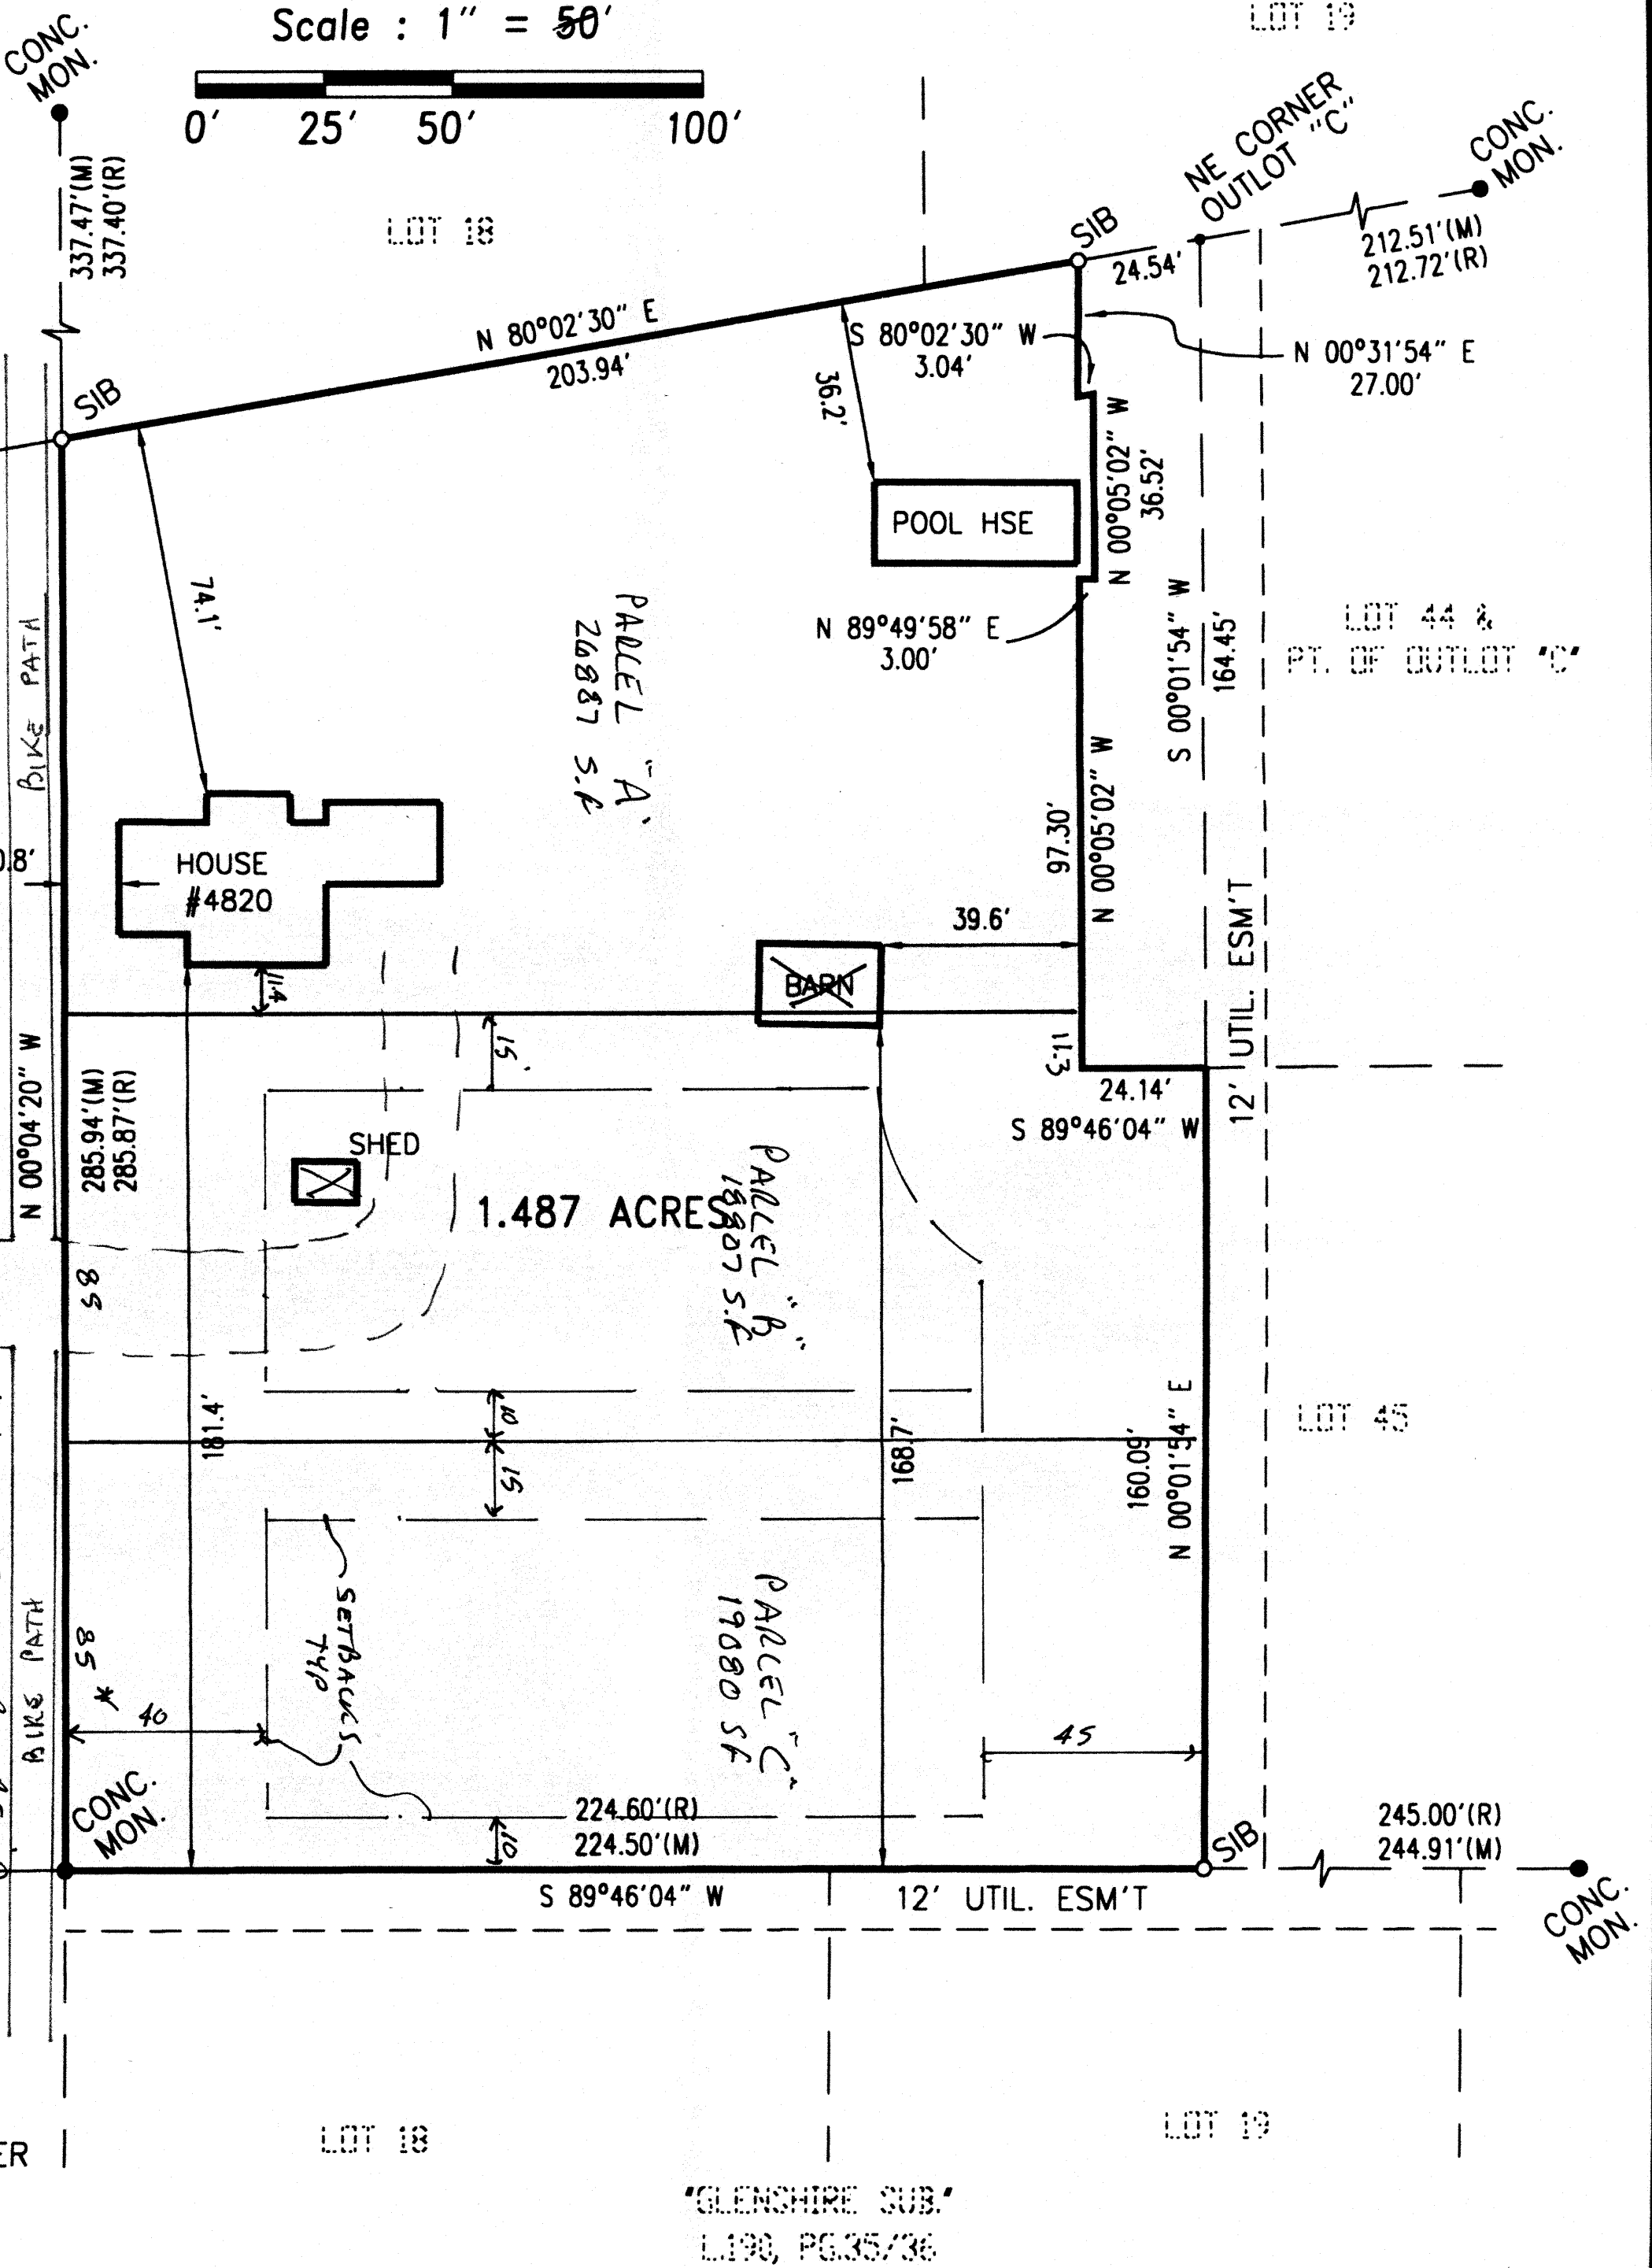 Scale : 1" = 50'
0' 25' 50' 100'
CONC.
MON.
337.47'(M)
337.40'(R)
LOT 18
LOT 19
NE CORNER
OUTLOT "C"
CONC.
MON.
212.51'(M)
212.72'(R)
SIB
24.54'
N 80°02'30" E
203.94'
S 80°02'30" W
3.04'
N 00°31'54" E
27.00'
SIB
36.2'
POOL HSE
N 00°05'02" W
36.52'
N 89°49'58" E
3.00'
S 00°01'54" W
164.45'
LOT 44 &
PT. OF OUTLOT "C"
74.1'
PARCEL "A"
26887 S.F
BIKE PATH
HOUSE
#4820
0.8'
97.30'
N 00°05'02" W
39.6'
BARN
11.4
15'
11.3
24.14'
S 89°46'04" W
12' UTIL. ESM'T
N 00°04'20" W
285.94'(M)
285.87'(R)
SHED
1.487 ACRES
PARCEL "B"
18807 S.F
85
181.4'
10
15
168.7'
160.09'
N 00°01'54" E
LOT 45
SETBACKS
TYP
PARCEL "C"
19080 SF
85
*
BIKE PATH
40
45
CONC.
MON.
10'
224.60'(R)
224.50'(M)
S 89°46'04" W
12' UTIL. ESM'T
SIB
245.00'(R)
244.91'(M)
CONC.
MON.
ER
LOT 18
LOT 19
"GLENSHIRE SUB."
L.190, PG.35/36